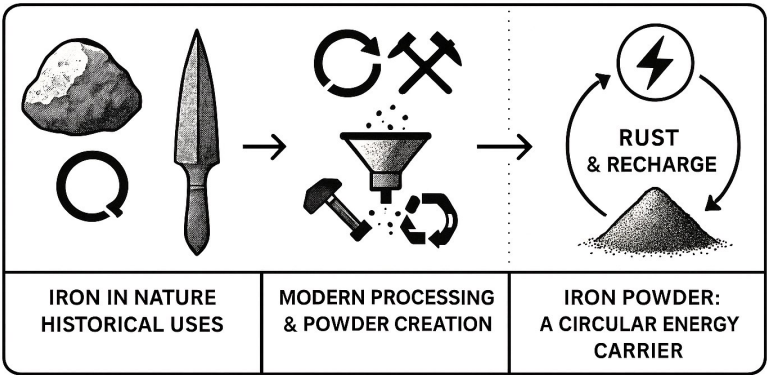 RUST
& RECHARGE
IRON IN NATURE
HISTORICAL USES
MODERN PROCESSING
& POWDER CREATION
IRON POWDER:
A CIRCULAR ENERGY
CARRIER